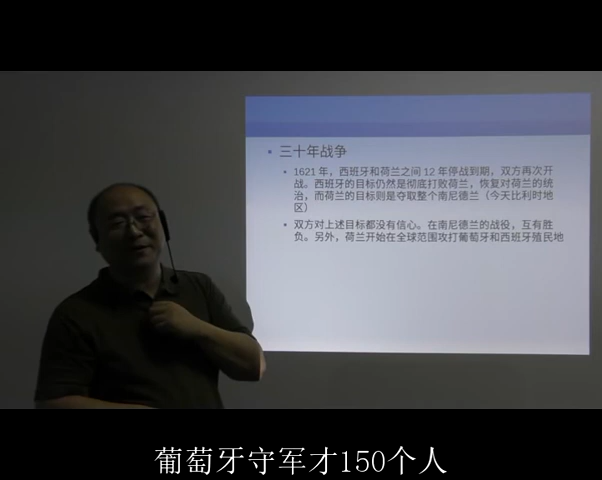 三十年战争
1621 年，西班牙和荷兰之间 12 年停战到期，双方再次开
战。西班牙的目标仍然是彻底打败荷兰，恢复对荷兰的统
治，而荷兰的目标则是夺取整个南尼德兰（今天比利时地
区）
双方对上述目标都没有信心。在南尼德兰的战役，互有胜
负。另外，荷兰开始在全球范围攻打葡萄牙和西班牙殖民地
葡萄牙守军才150个人